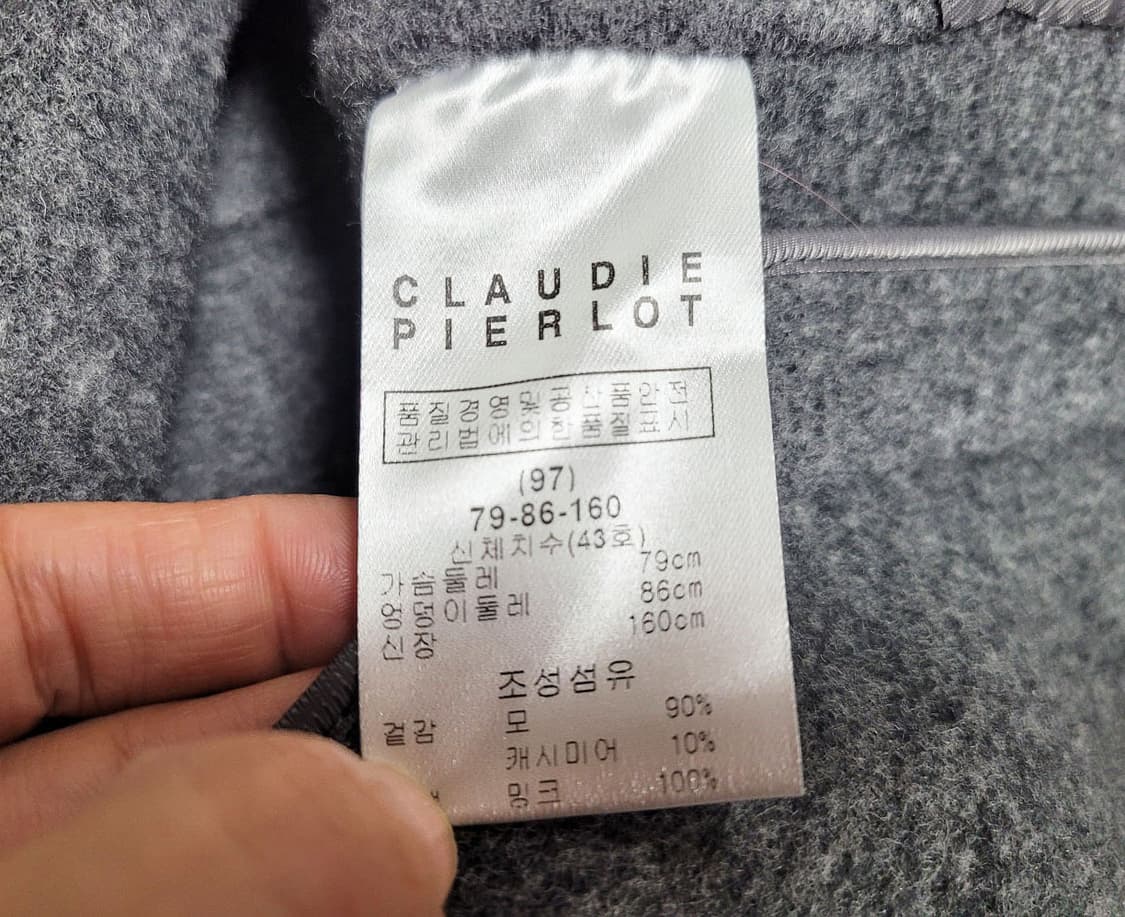 CLAUDIE
PIERLOT
품질경영및공산품안전
관리법에의한품질표시
(97)
79-86-160
신체치수(43호)
가슴둘레 79cm
엉덩이둘레 86cm
신장 160cm
조성섬유
겉감 모 90%
캐시미어 10%
밍크 100%